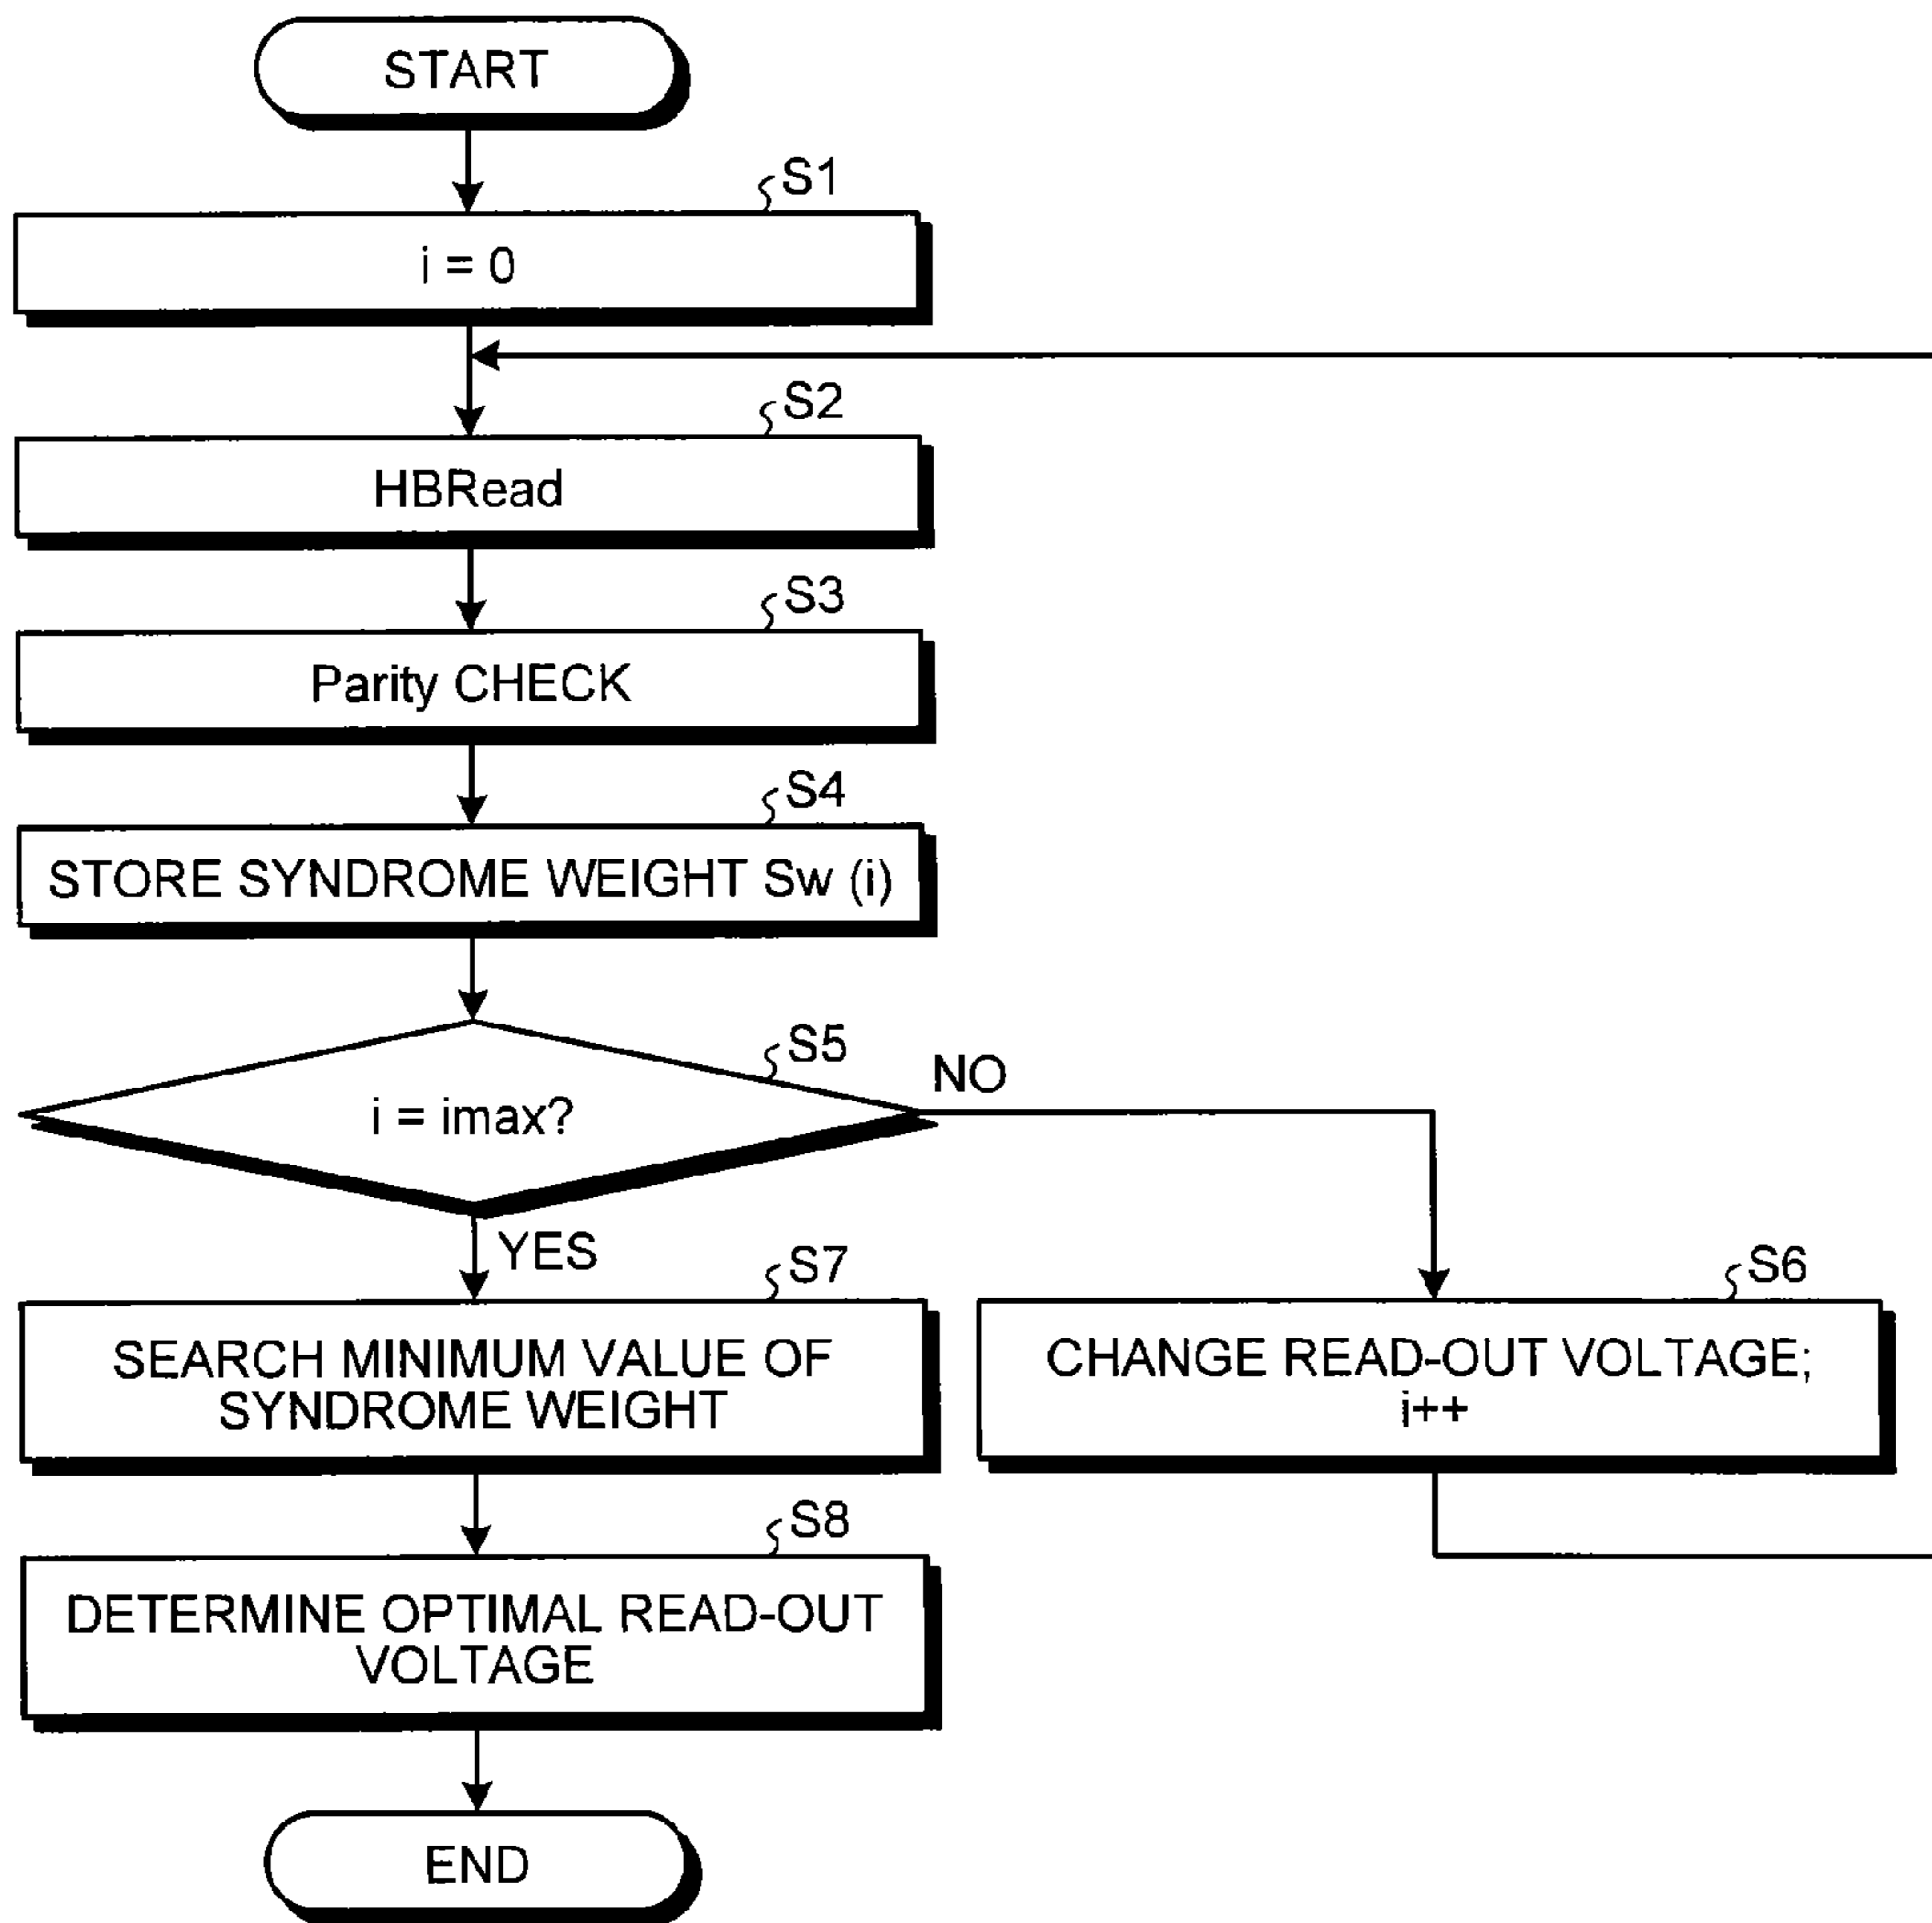 START
S1
i = 0
S2
HBRead
S3
Parity CHECK
S4
STORE SYNDROME WEIGHT Sw (i)
S5
i = imax?
NO
YES
S7
SEARCH MINIMUM VALUE OF
SYNDROME WEIGHT
S6
CHANGE READ-OUT VOLTAGE;
i++
S8
DETERMINE OPTIMAL READ-OUT
VOLTAGE
END